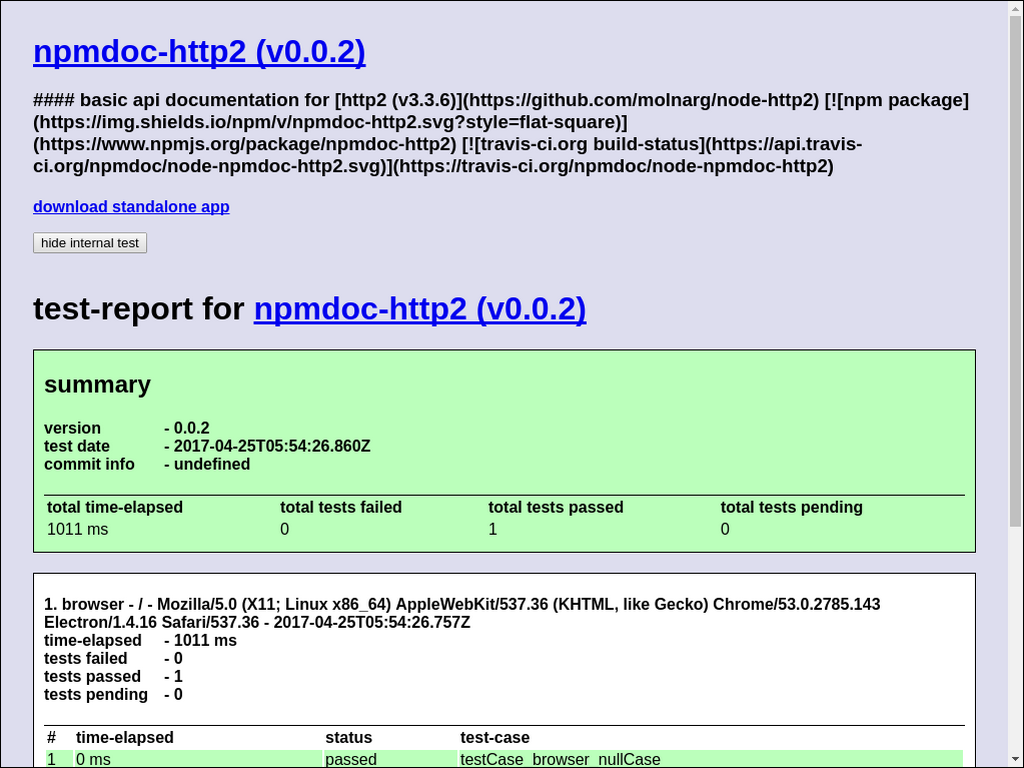 npmdoc-http2 (v0.0.2)
#### basic api documentation for [http2 (v3.3.6)](https://github.com/molnarg/node-http2) [![npm package]
(https://img.shields.io/npm/v/npmdoc-http2.svg?style=flat-square)]
(https://www.npmjs.org/package/npmdoc-http2) [![travis-ci.org build-status](https://api.travis-
ci.org/npmdoc/node-npmdoc-http2.svg)](https://travis-ci.org/npmdoc/node-npmdoc-http2)
download standalone app
hide internal test
test-report for npmdoc-http2 (v0.0.2)
summary
version - 0.0.2
test date - 2017-04-25T05:54:26.860Z
commit info - undefined
total time-elapsed total tests failed total tests passed total tests pending
1011 ms 0 1 0
1. browser - / - Mozilla/5.0 (X11; Linux x86_64) AppleWebKit/537.36 (KHTML, like Gecko) Chrome/53.0.2785.143
Electron/1.4.16 Safari/537.36 - 2017-04-25T05:54:26.757Z
time-elapsed - 1011 ms
tests failed - 0
tests passed - 1
tests pending - 0
# time-elapsed status test-case
1 0 ms passed testCase_browser_nullCase